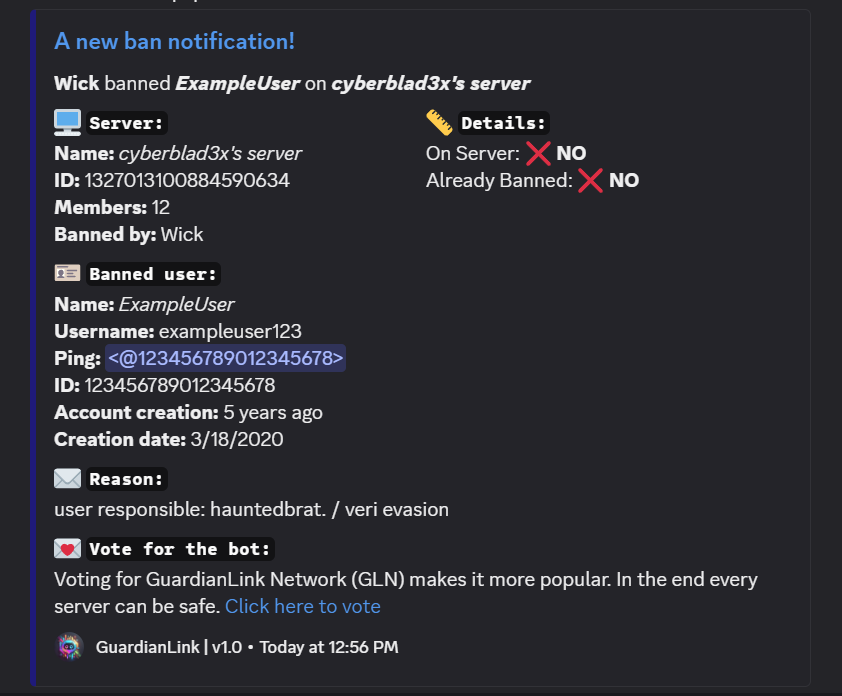 A new ban notification!
Wick banned ExampleUser on cyberblad3x's server
Server:
Name: cyberblad3x's server
ID: 1327013100884590634
Members: 12
Banned by: Wick
Details:
On Server: ❌ NO
Already Banned: ❌ NO
Banned user:
Name: ExampleUser
Username: exampleuser123
Ping: <@123456789012345678>
ID: 123456789012345678
Account creation: 5 years ago
Creation date: 3/18/2020
Reason:
user responsible: hauntedbrat. / veri evasion
Vote for the bot:
Voting for GuardianLink Network (GLN) makes it more popular. In the end every
server can be safe. Click here to vote
GuardianLink | v1.0 • Today at 12:56 PM